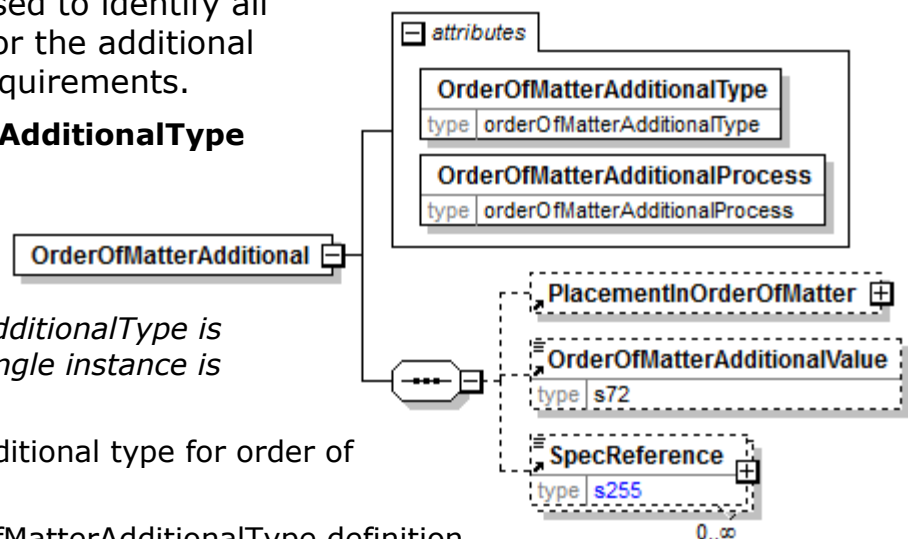 sed to identify all
or the additional
quirements.
AdditionalType
dditionalType is
ngle instance is
ditional type for order of
fMatterAdditionalType definition
attributes
OrderOfMatterAdditionalType
type orderOfMatterAdditionalType
OrderOfMatterAdditionalProcess
type orderOfMatterAdditionalProcess
OrderOfMatterAdditional
PlacementInOrderOfMatter
OrderOfMatterAdditionalValue
type s72
SpecReference
type s255
0..∞